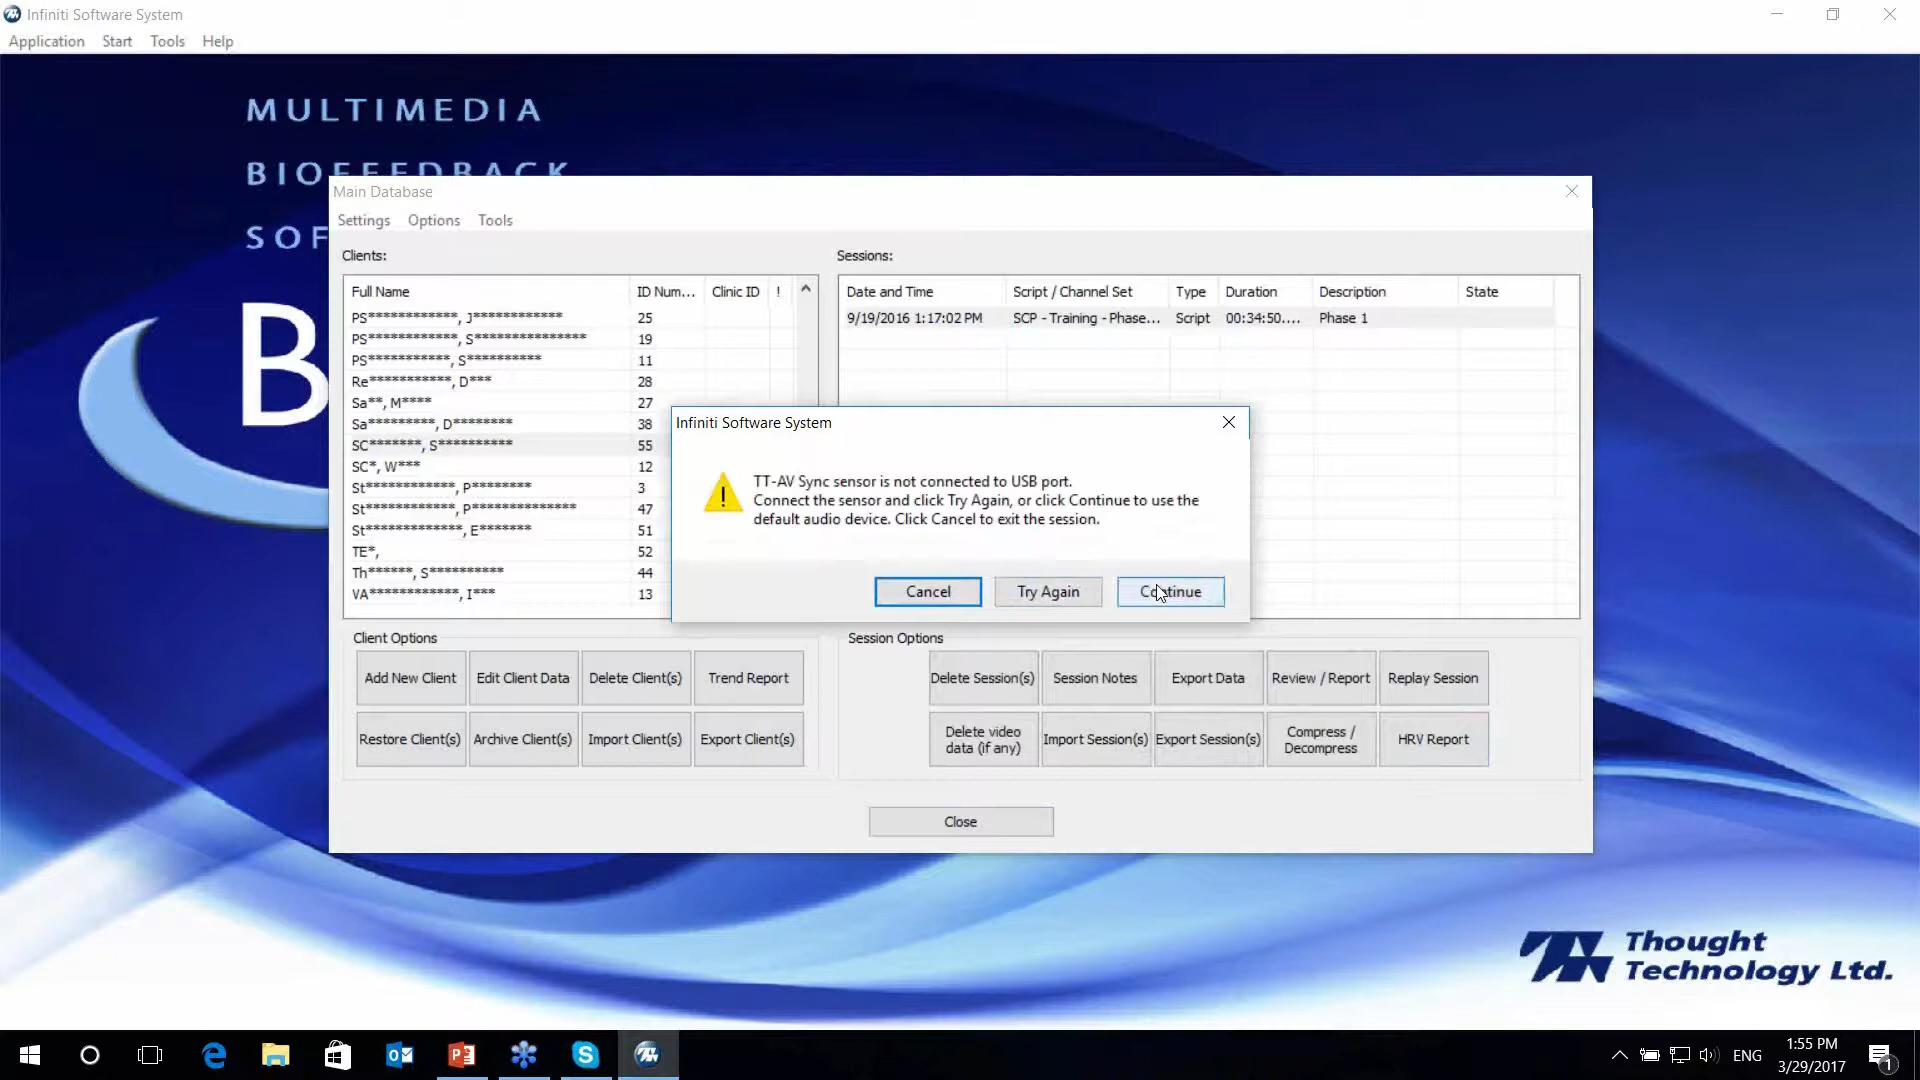 Infiniti Software System
Application Start Tools Help
MULTIMEDIA
BIOFEEDBACK
SOF
B
Main Database
Settings Options Tools
Clients:
Full Name ID Num... Clinic ID !
PS*************, J************* 25
PS*************, S**************** 19
PS************, S*********** 11
Re************, D*** 28
Sa**, M**** 27
Sa**********, D******** 38
SC*******, S*********** 55
SC*, W*** 12
St*************, P******** 3
St*************, P**************** 47
St**************, E******* 51
TE*, 52
Th******, S********** 44
VA*************, I*** 13
Sessions:
Date and Time Script / Channel Set Type Duration Description State
9/19/2016 1:17:02 PM SCP - Training - Phase... Script 00:34:50.... Phase 1
Infiniti Software System
TT-AV Sync sensor is not connected to USB port.
Connect the sensor and click Try Again, or click Continue to use the
default audio device. Click Cancel to exit the session.
Cancel Try Again Continue
Client Options
Add New Client Edit Client Data Delete Client(s) Trend Report
Restore Client(s) Archive Client(s) Import Client(s) Export Client(s)
Session Options
Delete Session(s) Session Notes Export Data Review / Report Replay Session
Delete video
data (if any) Import Session(s) Export Session(s) Compress /
Decompress HRV Report
Close
Thought
Technology Ltd.
ENG
1:55 PM
3/29/2017
1